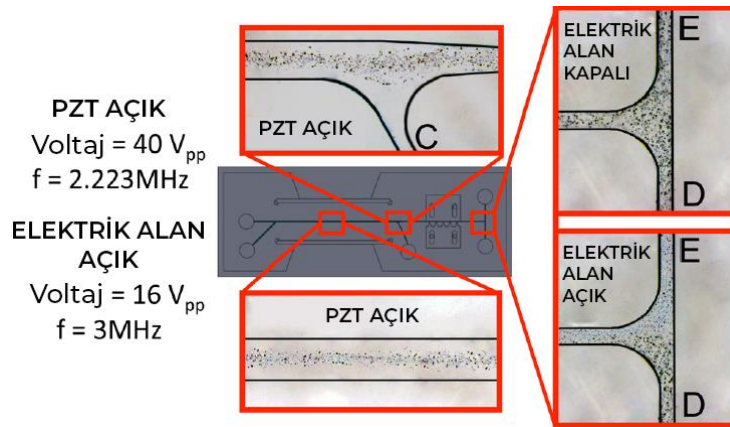 PZT AÇIK
Voltaj = 40 Vpp
f = 2.223MHz
ELEKTRİK ALAN
AÇIK
Voltaj = 16 Vpp
f = 3MHz
PZT AÇIK
C
PZT AÇIK
ELEKTRİK
ALAN
KAPALI
E
D
ELEKTRİK
ALAN
AÇIK
E
D